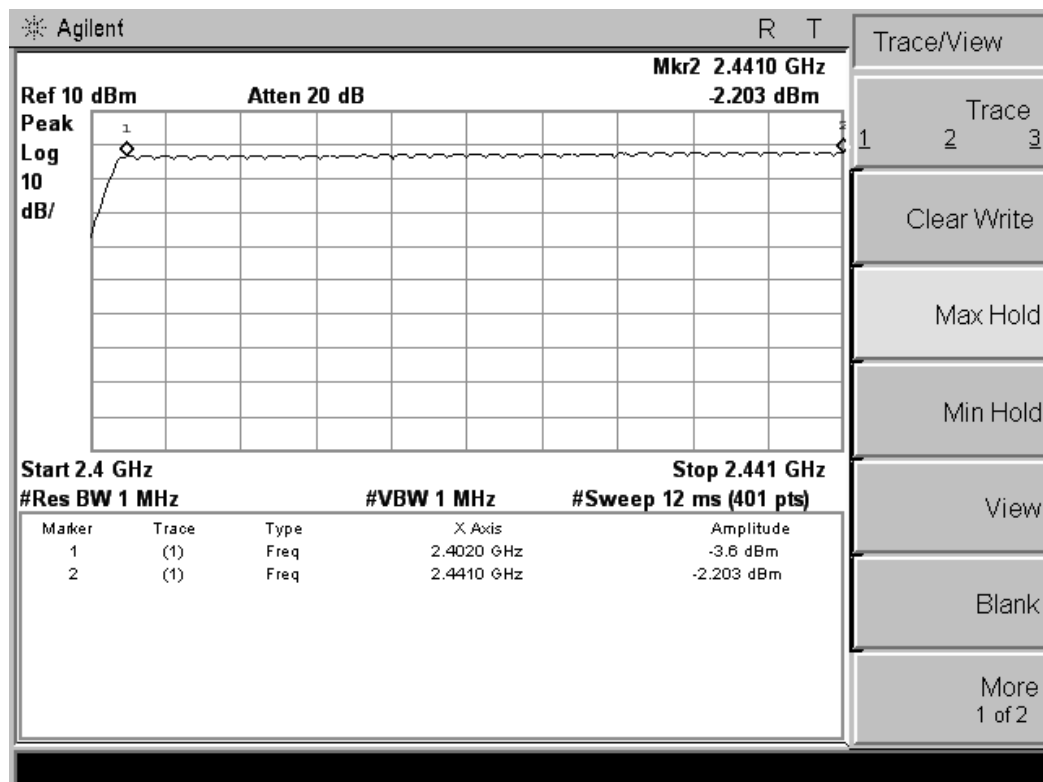 Agilent R T
Mkr2 2.4410 GHz
Ref 10 dBm Atten 20 dB -2.203 dBm
Peak
Log
10
dB/
1
2
Start 2.4 GHz Stop 2.441 GHz
#Res BW 1 MHz #VBW 1 MHz #Sweep 12 ms (401 pts)
Marker Trace Type X Axis Amplitude
1 (1) Freq 2.4020 GHz -3.6 dBm
2 (1) Freq 2.4410 GHz -2.203 dBm
Trace/View
Trace
1 2 3
Clear Write
Max Hold
Min Hold
View
Blank
More
1 of 2